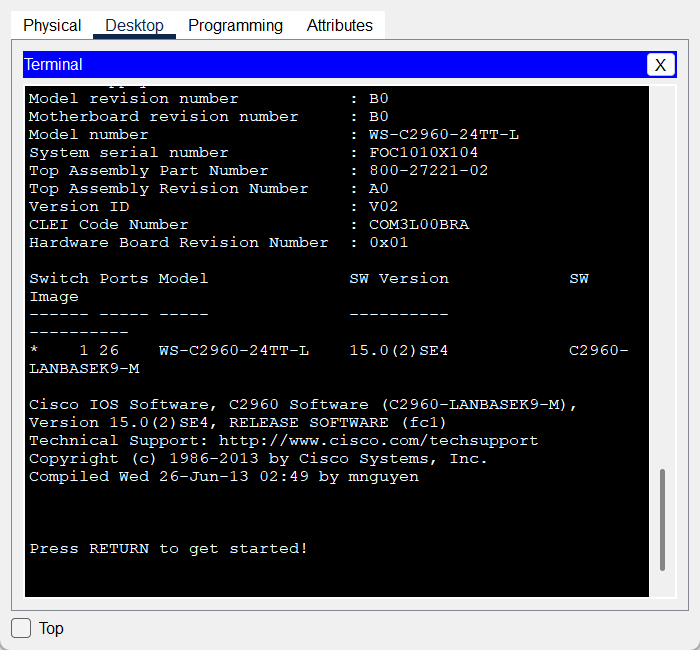 Physical Desktop Programming Attributes
Terminal
X
Model revision number : B0
Motherboard revision number : B0
Model number : WS-C2960-24TT-L
System serial number : FOC1010X104
Top Assembly Part Number : 800-27221-02
Top Assembly Revision Number : A0
Version ID : V02
CLEI Code Number : COM3L00BRA
Hardware Board Revision Number : 0x01
Switch Ports Model SW Version SW
Image
------ ----- ----- ----------
----------
* 1 26 WS-C2960-24TT-L 15.0(2)SE4 C2960-
LANBASEK9-M
Cisco IOS Software, C2960 Software (C2960-LANBASEK9-M),
Version 15.0(2)SE4, RELEASE SOFTWARE (fc1)
Technical Support: http://www.cisco.com/techsupport
Copyright (c) 1986-2013 by Cisco Systems, Inc.
Compiled Wed 26-Jun-13 02:49 by mnguyen
Press RETURN to get started!
Top